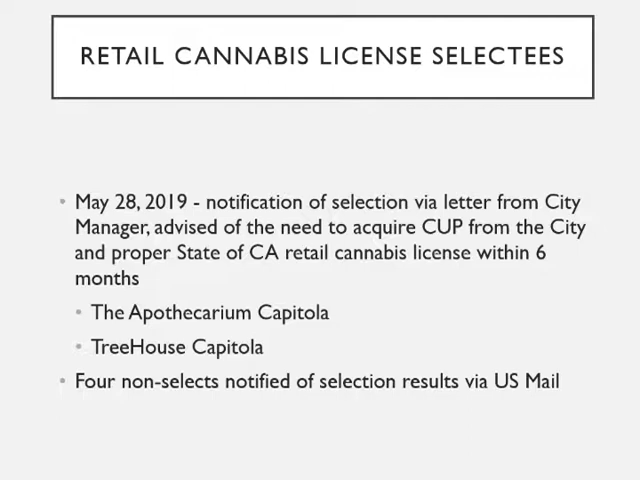 RETAIL CANNABIS LICENSE SELECTEES
• May 28, 2019 - notification of selection via letter from City
Manager, advised of the need to acquire CUP from the City
and proper State of CA retail cannabis license within 6
months
• The Apothecarium Capitola
• TreeHouse Capitola
• Four non-selects notified of selection results via US Mail